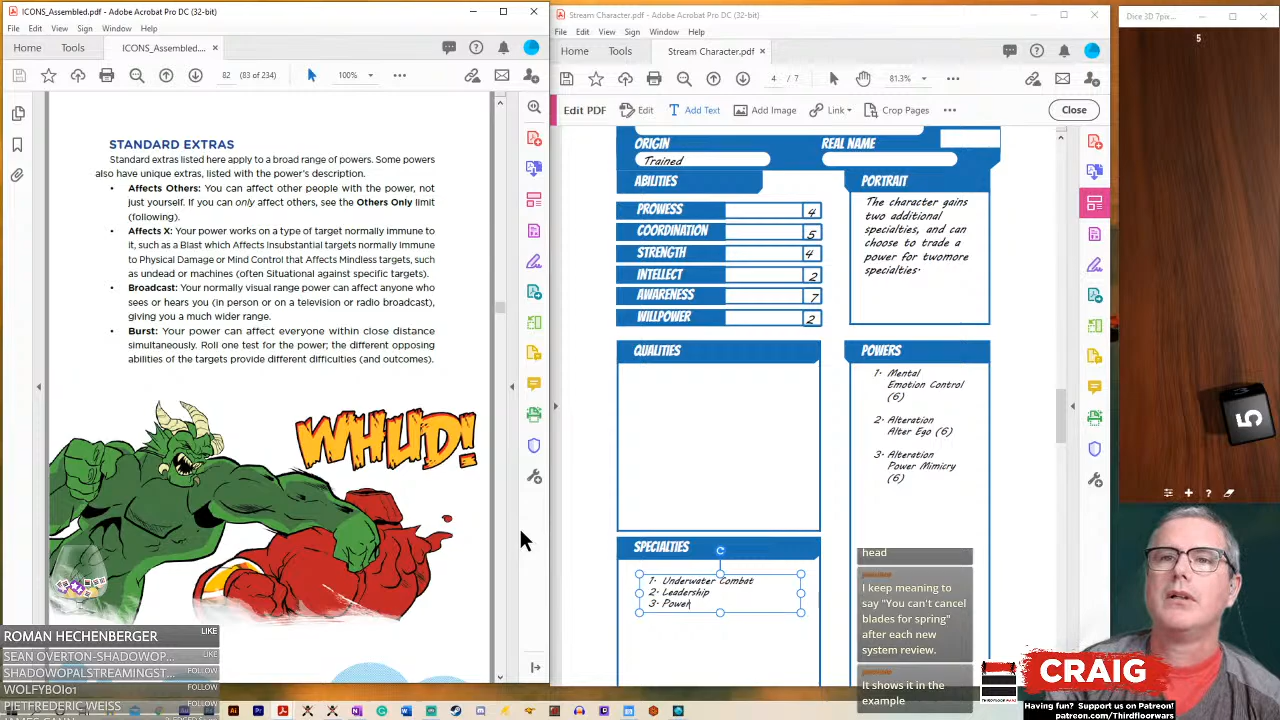 ICONS_Assembled.pdf - Adobe Acrobat Pro DC (32-bit)
File Edit View Sign Window Help
Home Tools ICONS_Assembled.... ×
82 (83 of 234) 100%
STANDARD EXTRAS
Standard extras listed here apply to a broad range of powers. Some powers
also have unique extras, listed with the power's description.
• Affects Others: You can affect other people with the power, not
just yourself. If you can only affect others, see the Others Only limit
(following).
• Affects X: Your power works on a type of target normally immune to
it, such as a Blast which Affects Insubstantial targets normally Immune
to Physical Damage or Mind Control that Affects Mindless targets, such
as undead or machines (often Situational against specific targets).
• Broadcast: Your normally visual range power can affect anyone who
sees or hears you (in person or on a television or radio broadcast),
giving you a much wider range.
• Burst: Your power can affect everyone within close distance
simultaneously. Roll one test for the power; the different opposing
abilities of the targets provide different difficulties (and outcomes).
WHUD!
ROMAN HECHENBERGER LIKE
SEAN OVERTON-SHADOWOP... LIKE
SHADOWOPALSTREAMINGST... FOLLOW
WOLFYBOI01 FOLLOW
PIETFREDERIC WEISS FOLLOW
Stream Character.pdf - Adobe Acrobat Pro DC (32-bit)
File Edit View Sign Window Help
Home Tools Stream Character.pdf ×
4 / 7 81.3%
Edit PDF Edit Add Text Add Image Link Crop Pages Close
ORIGIN REAL NAME
Trained
ABILITIES
PROWESS 4
COORDINATION 5
STRENGTH 4
INTELLECT 2
AWARENESS 7
WILLPOWER 2
PORTRAIT
The character gains
two additional
specialties, and can
choose to trade a
power for twomore
specialties.
QUALITIES
POWERS
1. Mental
Emotion Control
(6)
2. Alteration
Alter Ego (6)
3. Alteration
Power Mimicry
(6)
SPECIALTIES
1. Underwater Combat
2. Leadership
3. Power
head
I keep meaning to
say "You can't cancel
blades for spring"
after each new
system review.
It shows it in the
example
Dice 3D 7pix...
5
5
CRAIG
Having fun? Support us on Patreon!
patreon.com/Thirdfloorwars